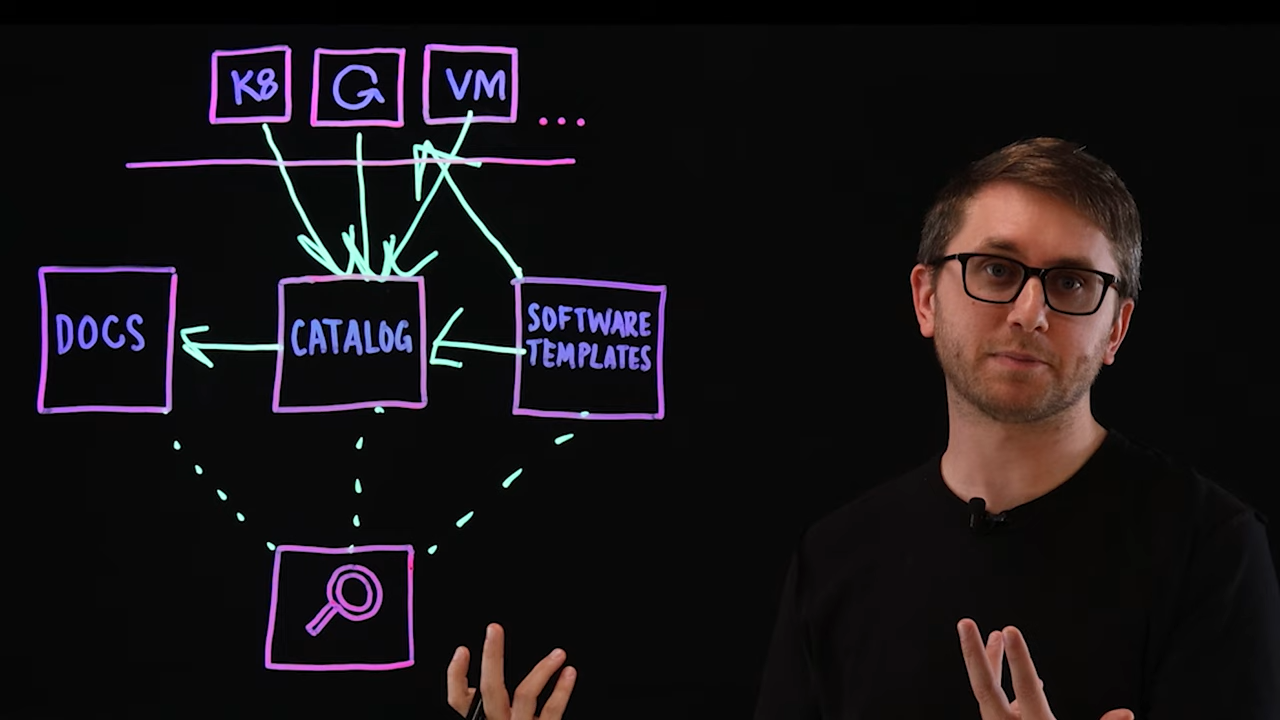 K8
G
VM
...
DOCS
CATALOG
SOFTWARE
TEMPLATES